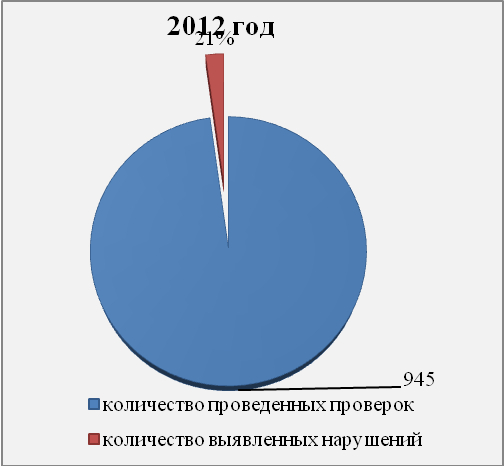 2012 год
21%
945
количество проведенных проверок
количество выявленных нарушений